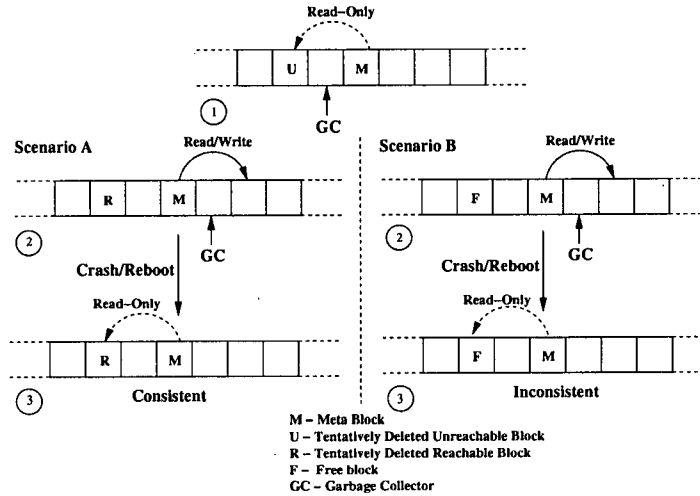 Read-Only
U M
1
GC
Scenario A
Read/Write
R M
2
GC
Crash/Reboot
Read-Only
R M
3
Consistent
Scenario B
Read/Write
F M
2
GC
Crash/Reboot
Read-Only
F M
3
Inconsistent
M – Meta Block
U – Tentatively Deleted Unreachable Block
R – Tentatively Deleted Reachable Block
F – Free block
GC – Garbage Collector